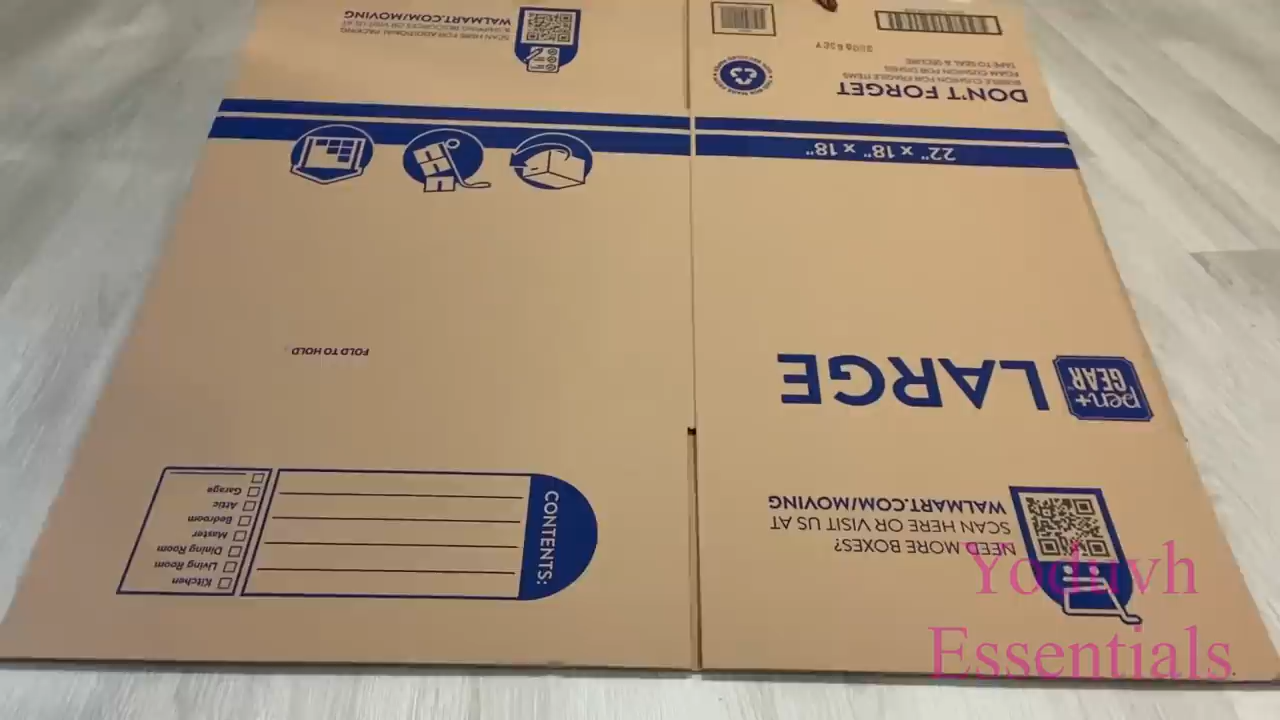 SCAN HERE FOR ADDITIONAL PACKING
& SHIPPING RESOURCES OR VISIT US AT
WALMART.COM/MOVING
DON'T FORGET
BUBBLE CUSHION FOR FRAGILE ITEMS
FOAM CUSHION FOR DISHES
TAPE TO SEAL & SECURE
22" x 18" x 18"
FOLD TO HOLD
pen+
GEAR
LARGE
CONTENTS:
Kitchen
Living Room
Dining Room
Master
Bedroom
Attic
Garage
NEED MORE BOXES?
SCAN HERE OR VISIT US AT
WALMART.COM/MOVING
Yoduvh
Essentials